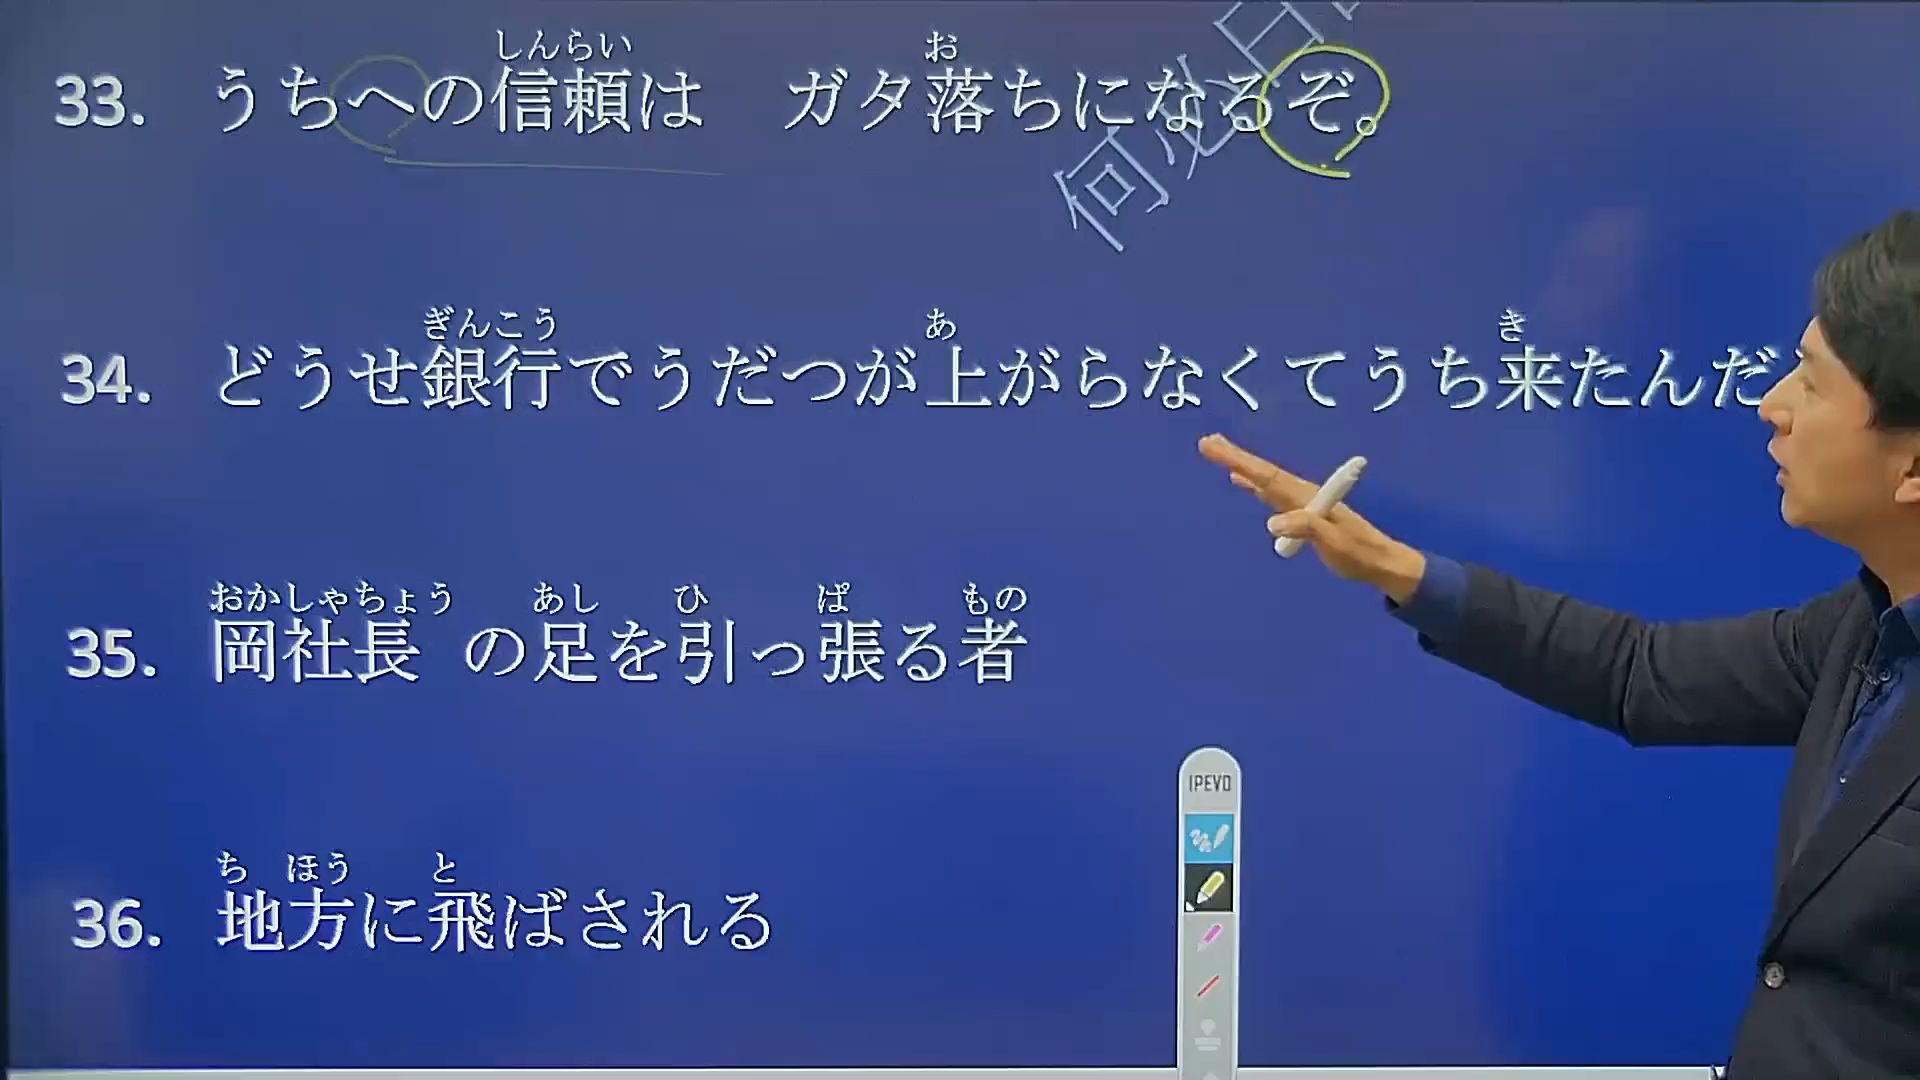 しんらい お
33. うちへの信頼は ガタ落ちになるぞ。
何必日
ぎんこう あ き
34. どうせ銀行でうだつが上がらなくてうち来たんだ
おかしゃちょう あし ひ ぱ もの
35. 岡社長 の足を引っ張る者
IPEVO
ち ほう と
36. 地方に飛ばされる